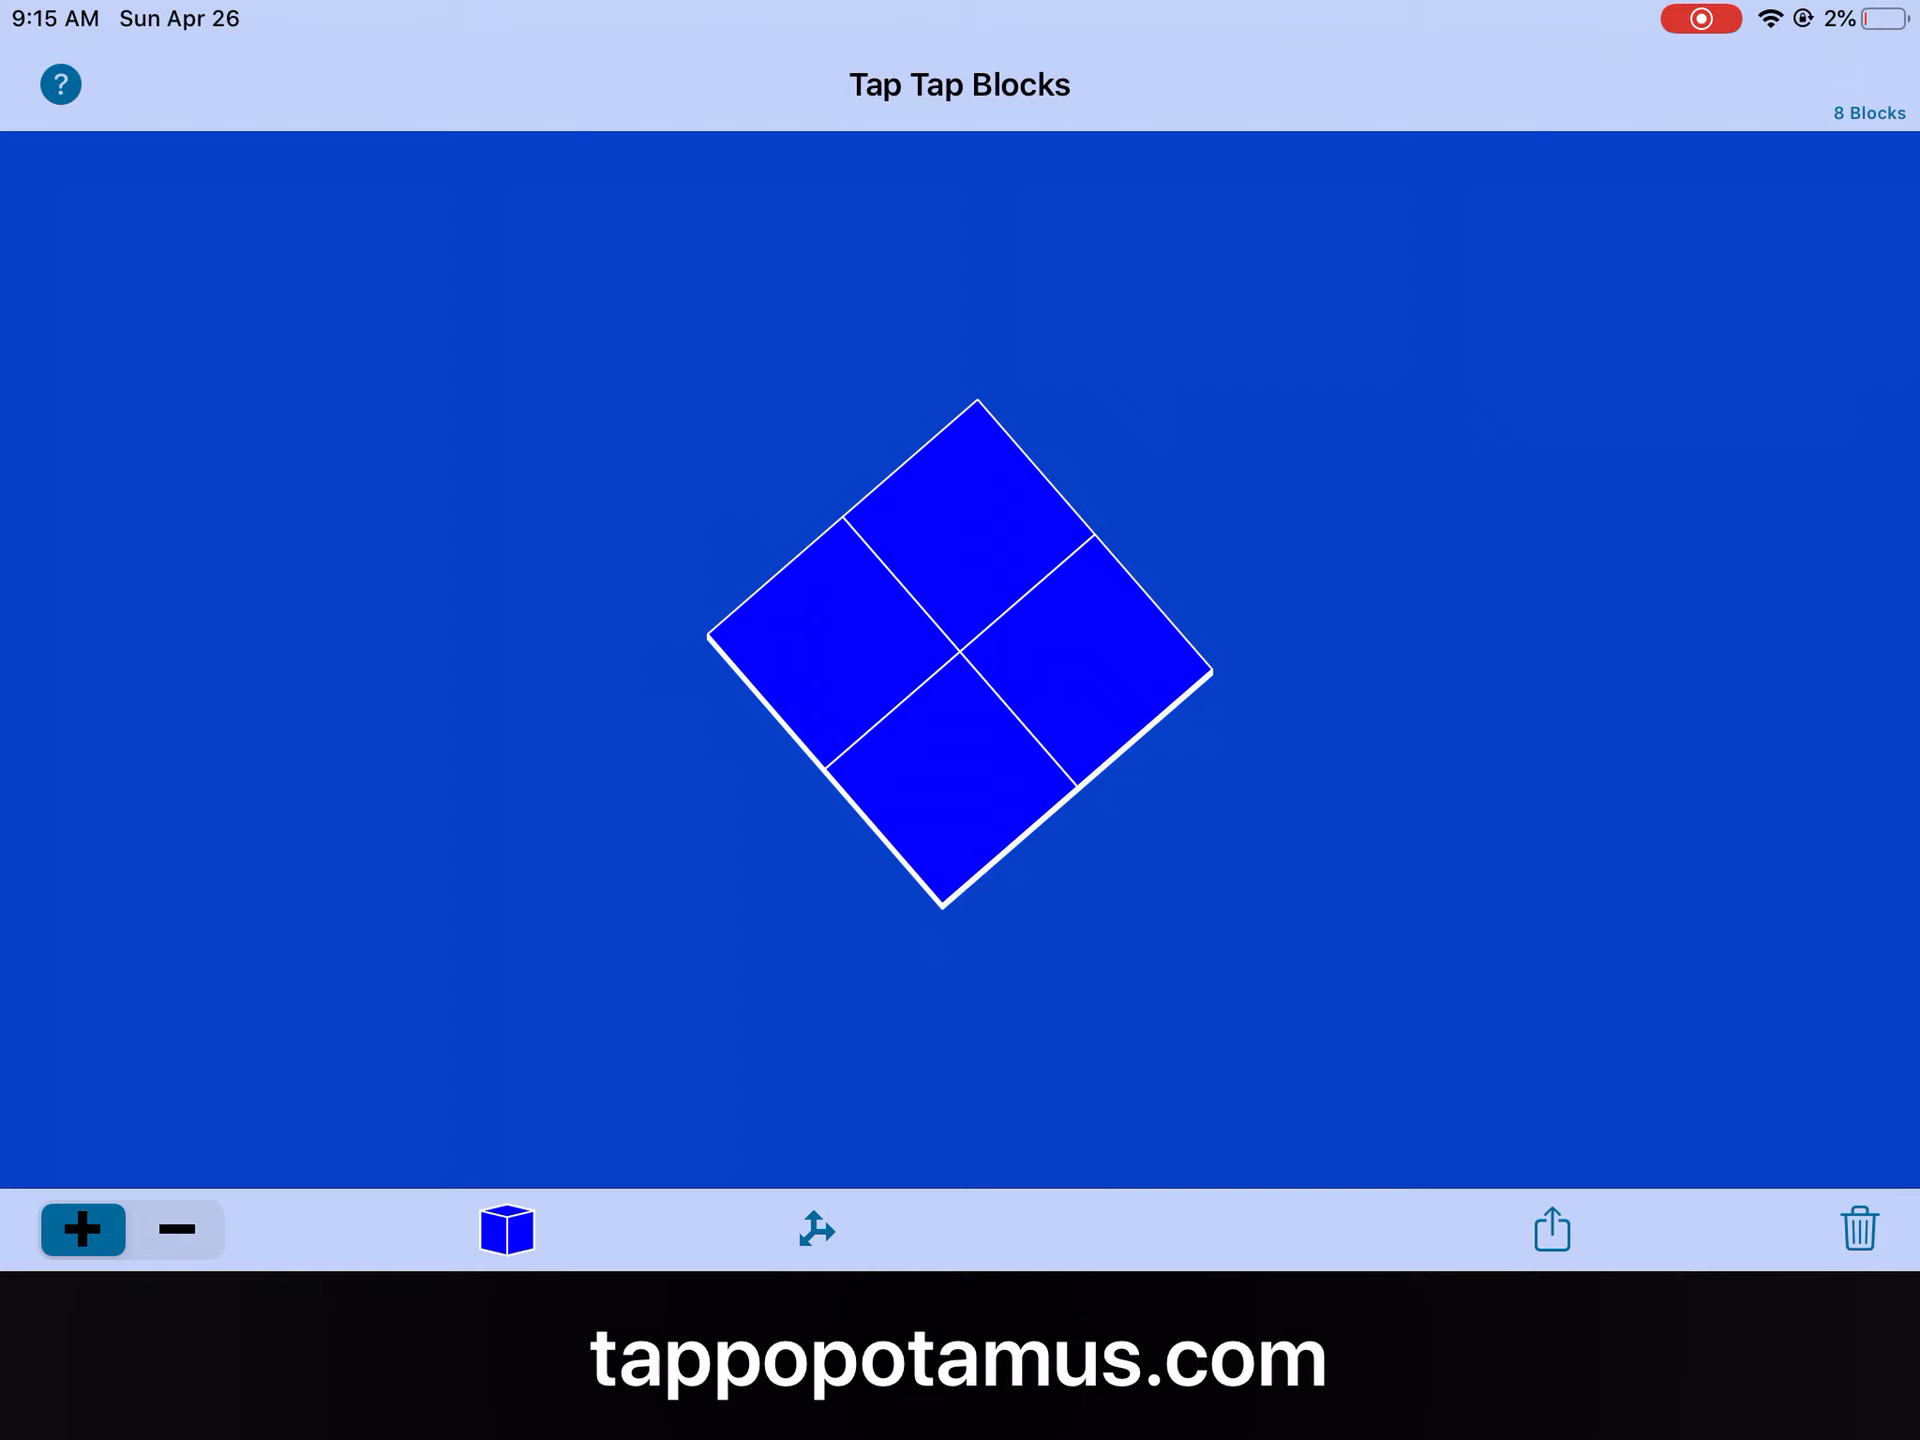 9:15 AM Sun Apr 26
2%
?
Tap Tap Blocks
8 Blocks
tappopotamus.com